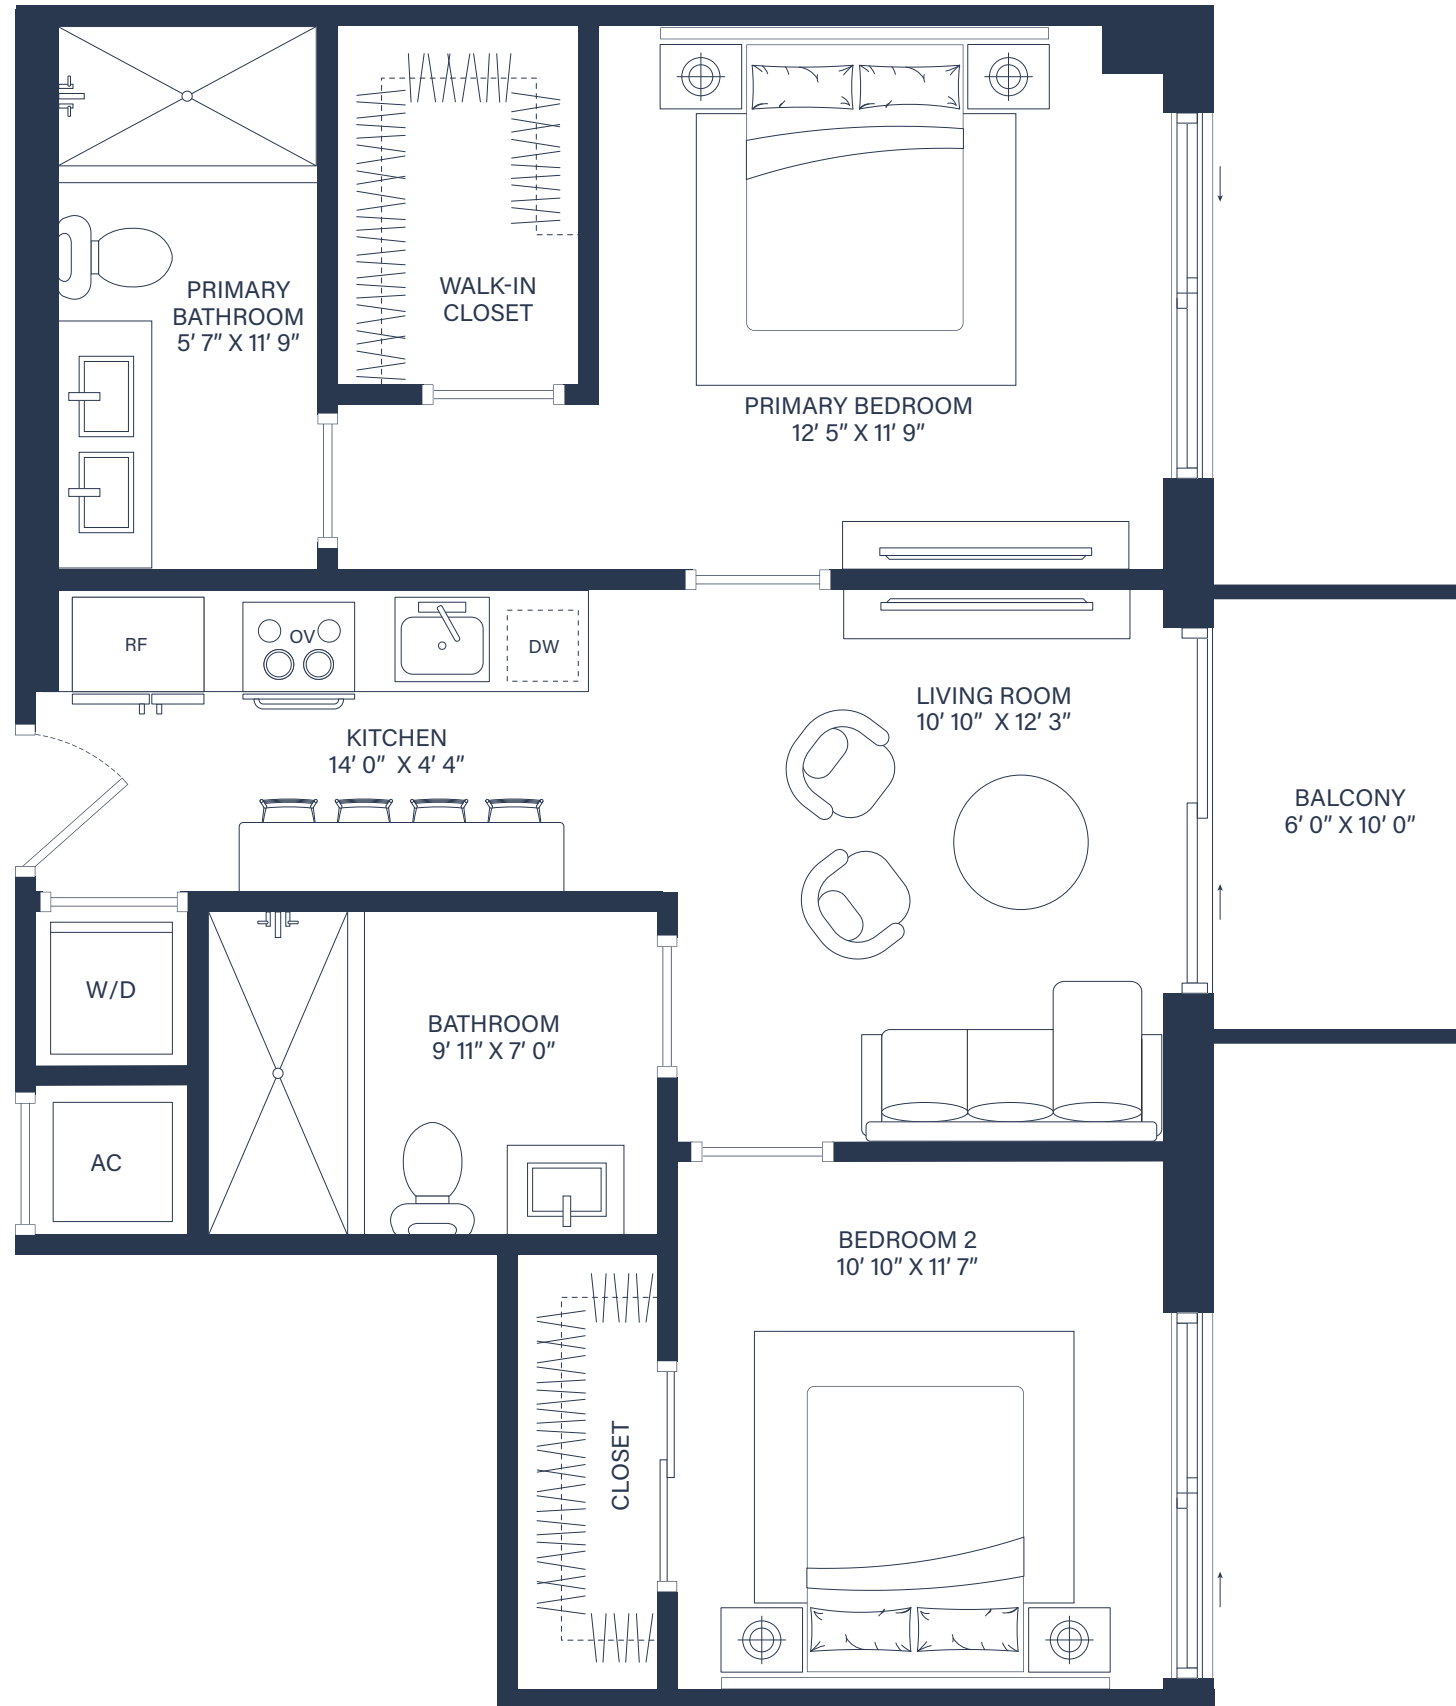 PRIMARY
BATHROOM
5′ 7″ X 11′ 9″
WALK-IN
CLOSET
PRIMARY BEDROOM
12′ 5″ X 11′ 9″
RF
OV
DW
KITCHEN
14′ 0″ X 4′ 4″
LIVING ROOM
10′ 10″ X 12′ 3″
BALCONY
6′ 0″ X 10′ 0″
W/D
BATHROOM
9′ 11″ X 7′ 0″
AC
BEDROOM 2
10′ 10″ X 11′ 7″
CLOSET